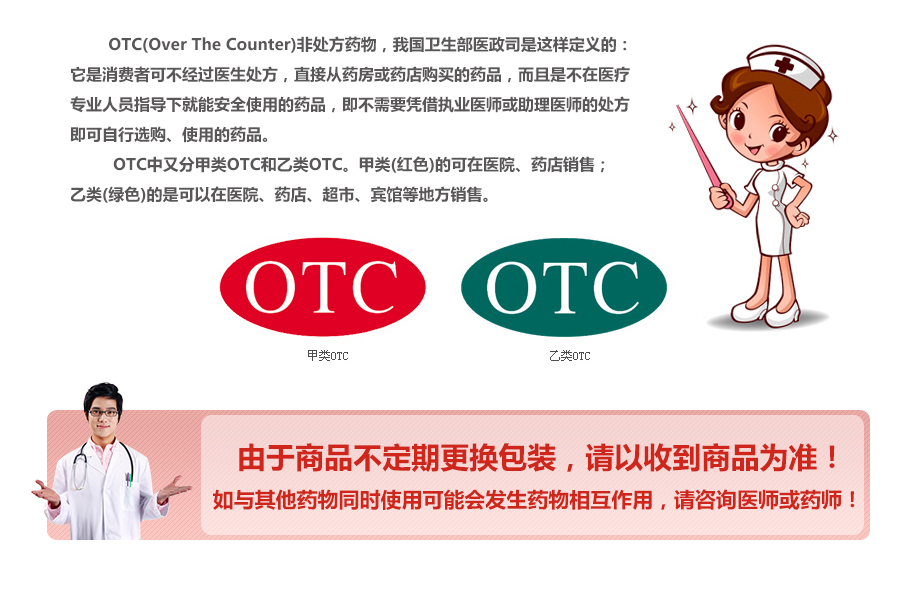 OTC(Over The Counter)非处方药物，我国卫生部医政司是这样定义的：
它是消费者可不经过医生处方，直接从药房或药店购买的药品，而且是不在医疗
专业人员指导下就能安全使用的药品，即不需要凭借执业医师或助理医师的处方
即可自行选购、使用的药品。
OTC中又分甲类OTC和乙类OTC。甲类(红色)的可在医院、药店销售；
乙类(绿色)的是可以在医院、药店、超市、宾馆等地方销售。
OTC OTC
甲类OTC 乙类OTC
由于商品不定期更换包装，请以收到商品为准！
如与其他药物同时使用可能会发生药物相互作用，请咨询医师或药师！